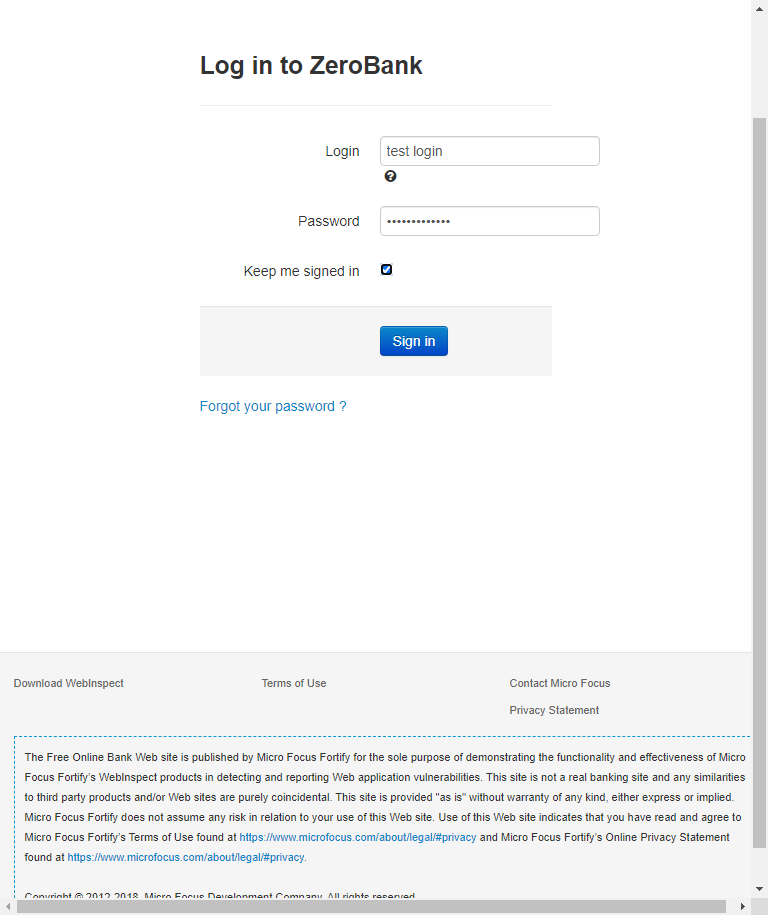 Log in to ZeroBank
Login
test login
Password
•••••••••••••
Keep me signed in
Sign in
Forgot your password ?
Download WebInspect
Terms of Use
Contact Micro Focus
Privacy Statement
The Free Online Bank Web site is published by Micro Focus Fortify for the sole purpose of demonstrating the functionality and effectiveness of Micro
Focus Fortify's WebInspect products in detecting and reporting Web application vulnerabilities. This site is not a real banking site and any similarities
to third party products and/or Web sites are purely coincidental. This site is provided "as is" without warranty of any kind, either express or implied.
Micro Focus Fortify does not assume any risk in relation to your use of this Web site. Use of this Web site indicates that you have read and agree to
Micro Focus Fortify's Terms of Use found at https://www.microfocus.com/about/legal/#privacy and Micro Focus Fortify's Online Privacy Statement
found at https://www.microfocus.com/about/legal/#privacy.
Copyright © 2012-2018, Micro Focus Development Company. All rights reserved.